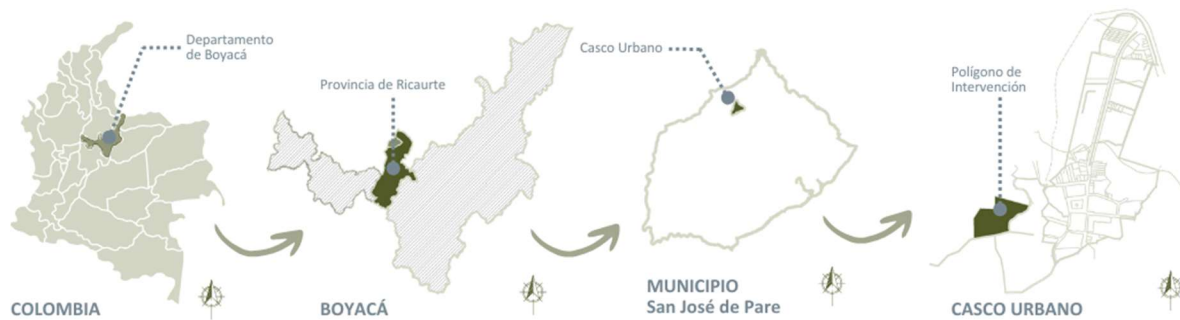 Departamento
de Boyacá
COLOMBIA
Provincia de Ricaurte
BOYACÁ
Casco Urbano
MUNICIPIO
San José de Pare
Polígono de
Intervención
CASCO URBANO